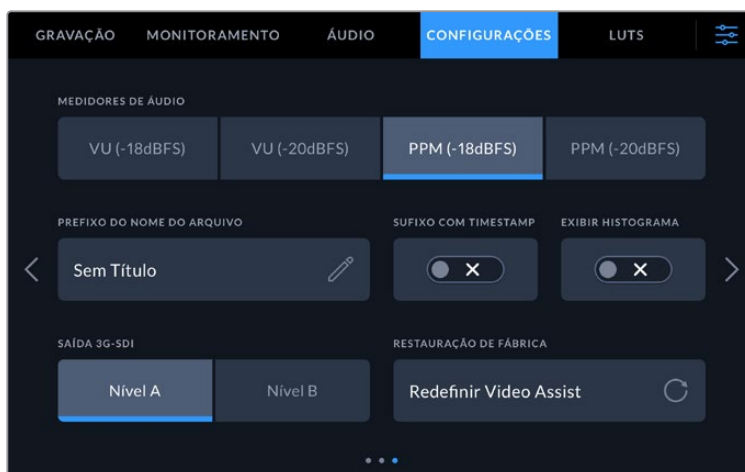 GRAVAÇÃO MONITORAMENTO ÁUDIO CONFIGURAÇÕES LUTS
MEDIDORES DE ÁUDIO
VU (-18dBFS) VU (-20dBFS) PPM (-18dBFS) PPM (-20dBFS)
PREFIXO DO NOME DO ARQUIVO SUFIXO COM TIMESTAMP EXIBIR HISTOGRAMA
Sem Título
SAÍDA 3G-SDI RESTAURAÇÃO DE FÁBRICA
Nível A Nível B Redefinir Video Assist